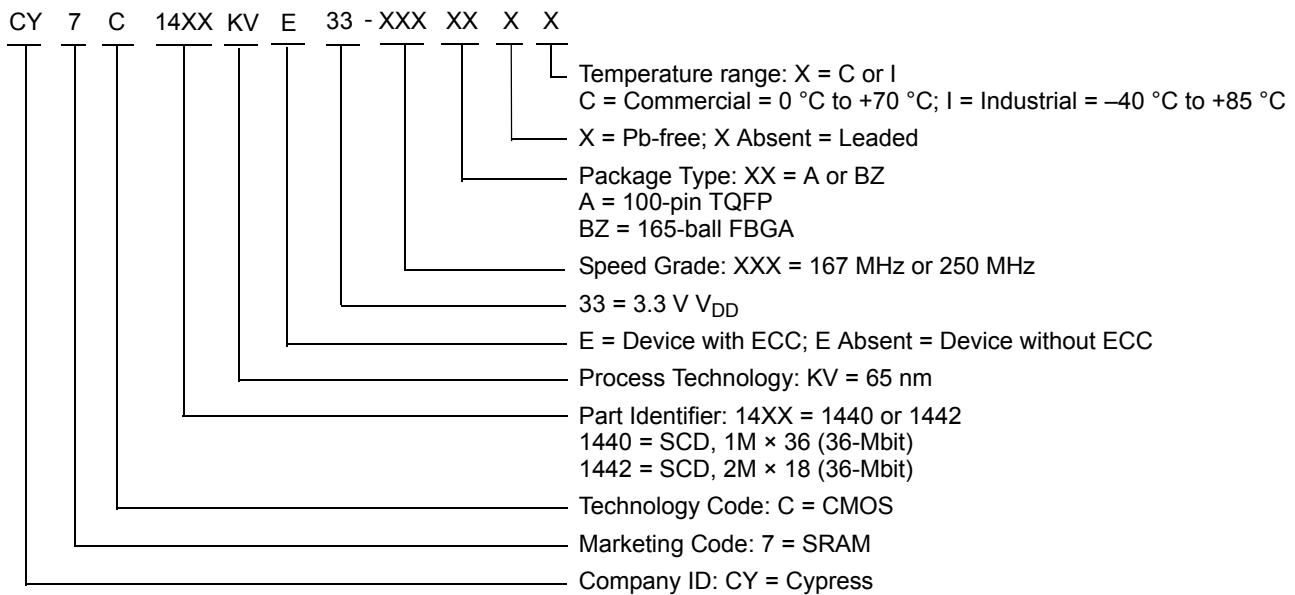 CY 7 C 14XX KV E 33 - XXX XX X X
Temperature range: X = C or I
C = Commercial = 0 °C to +70 °C; I = Industrial = –40 °C to +85 °C
X = Pb-free; X Absent = Leaded
Package Type: XX = A or BZ
A = 100-pin TQFP
BZ = 165-ball FBGA
Speed Grade: XXX = 167 MHz or 250 MHz
33 = 3.3 V VDD
E = Device with ECC; E Absent = Device without ECC
Process Technology: KV = 65 nm
Part Identifier: 14XX = 1440 or 1442
1440 = SCD, 1M × 36 (36-Mbit)
1442 = SCD, 2M × 18 (36-Mbit)
Technology Code: C = CMOS
Marketing Code: 7 = SRAM
Company ID: CY = Cypress